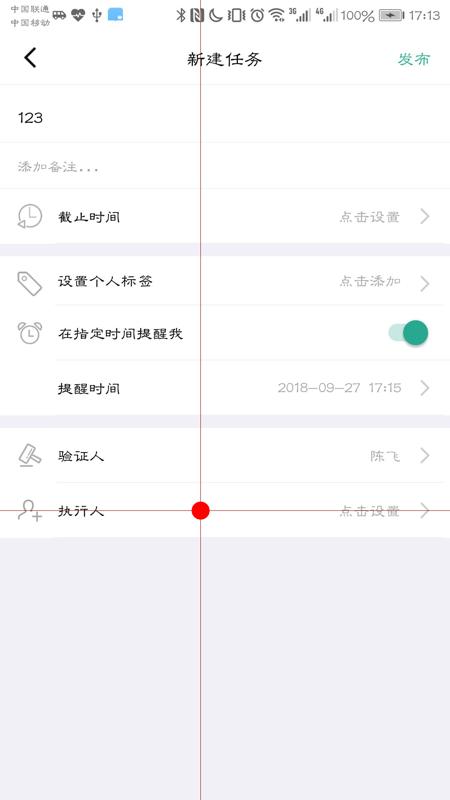 中国联通
中国移动
3G 4G 100% 17:13
新建任务 发布
123
添加备注...
截止时间 点击设置
设置个人标签 点击添加
在指定时间提醒我
提醒时间 2018-09-27 17:15
验证人 陈飞
执行人 点击设置